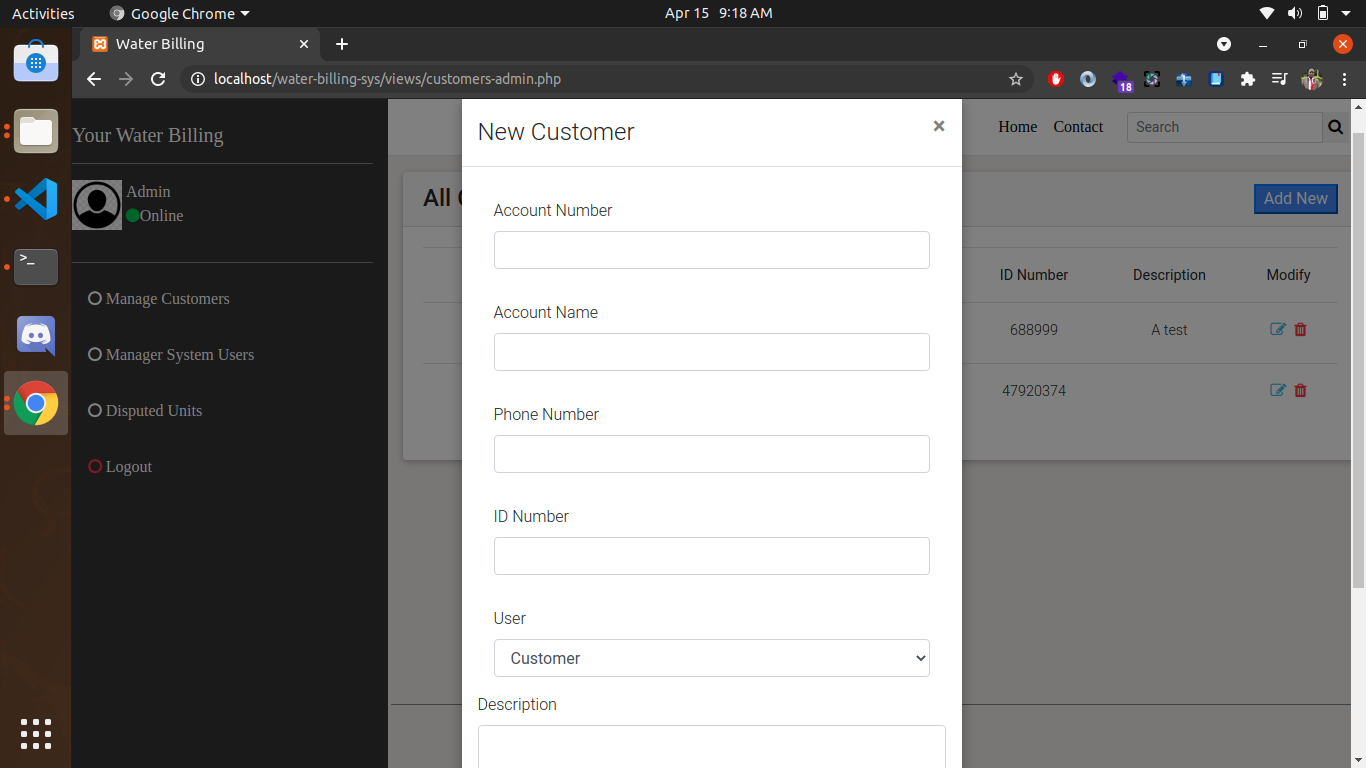 Activities Google Chrome Apr 15 9:18 AM
Water Billing
localhost/water-billing-sys/views/customers-admin.php
18
Your Water Billing
Admin
Online
Manage Customers
Manager System Users
Disputed Units
Logout
New Customer ×
Account Number
Account Name
Phone Number
ID Number
User
Customer
Description
Home Contact Search
All
Add New
ID Number Description Modify
688999 A test
47920374